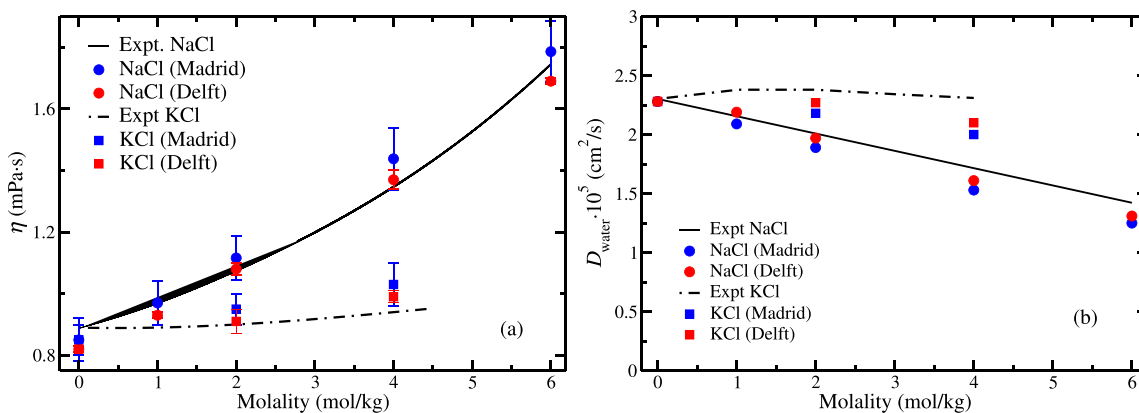 η (mPa·s)
1.6
1.2
0.8
Expt. NaCl
NaCl (Madrid)
NaCl (Delft)
Expt KCl
KCl (Madrid)
KCl (Delft)
(a)
0 1 2 3 4 5 6
Molality (mol/kg)
D_water·10^5 (cm^2/s)
3
2.5
2
1.5
1
0.5
0
Expt NaCl
NaCl (Madrid)
NaCl (Delft)
Expt KCl
KCl (Madrid)
KCl (Delft)
(b)
0 1 2 3 4 5 6
Molality (mol/kg)